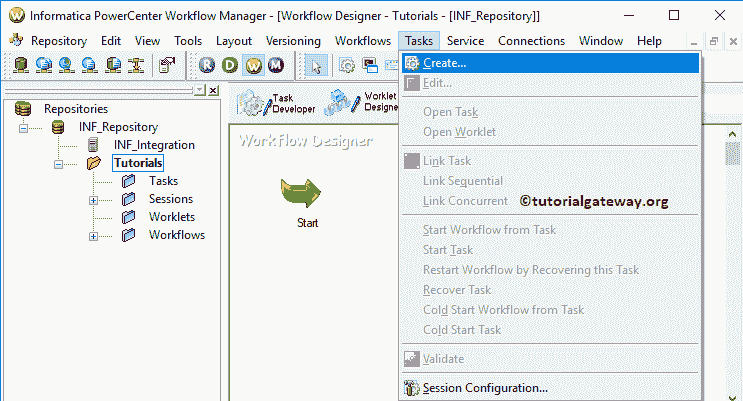 Informatica PowerCenter Workflow Manager - [Workflow Designer - Tutorials - [INF_Repository]]
Repository Edit View Tools Layout Versioning Workflows Tasks Service Connections Window Help
R D W M
Repositories
INF_Repository
INF_Integration
Tutorials
Tasks
Sessions
Worklets
Workflows
Task Developer
Worklet Designe
Workflow Designer
Start
Create...
Edit...
Open Task
Open Worklet
Link Task
Link Sequential
Link Concurrent
©tutorialgateway.org
Start Workflow from Task
Start Task
Restart Workflow by Recovering this Task
Recover Task
Cold Start Workflow from Task
Cold Start Task
Validate
Session Configuration...